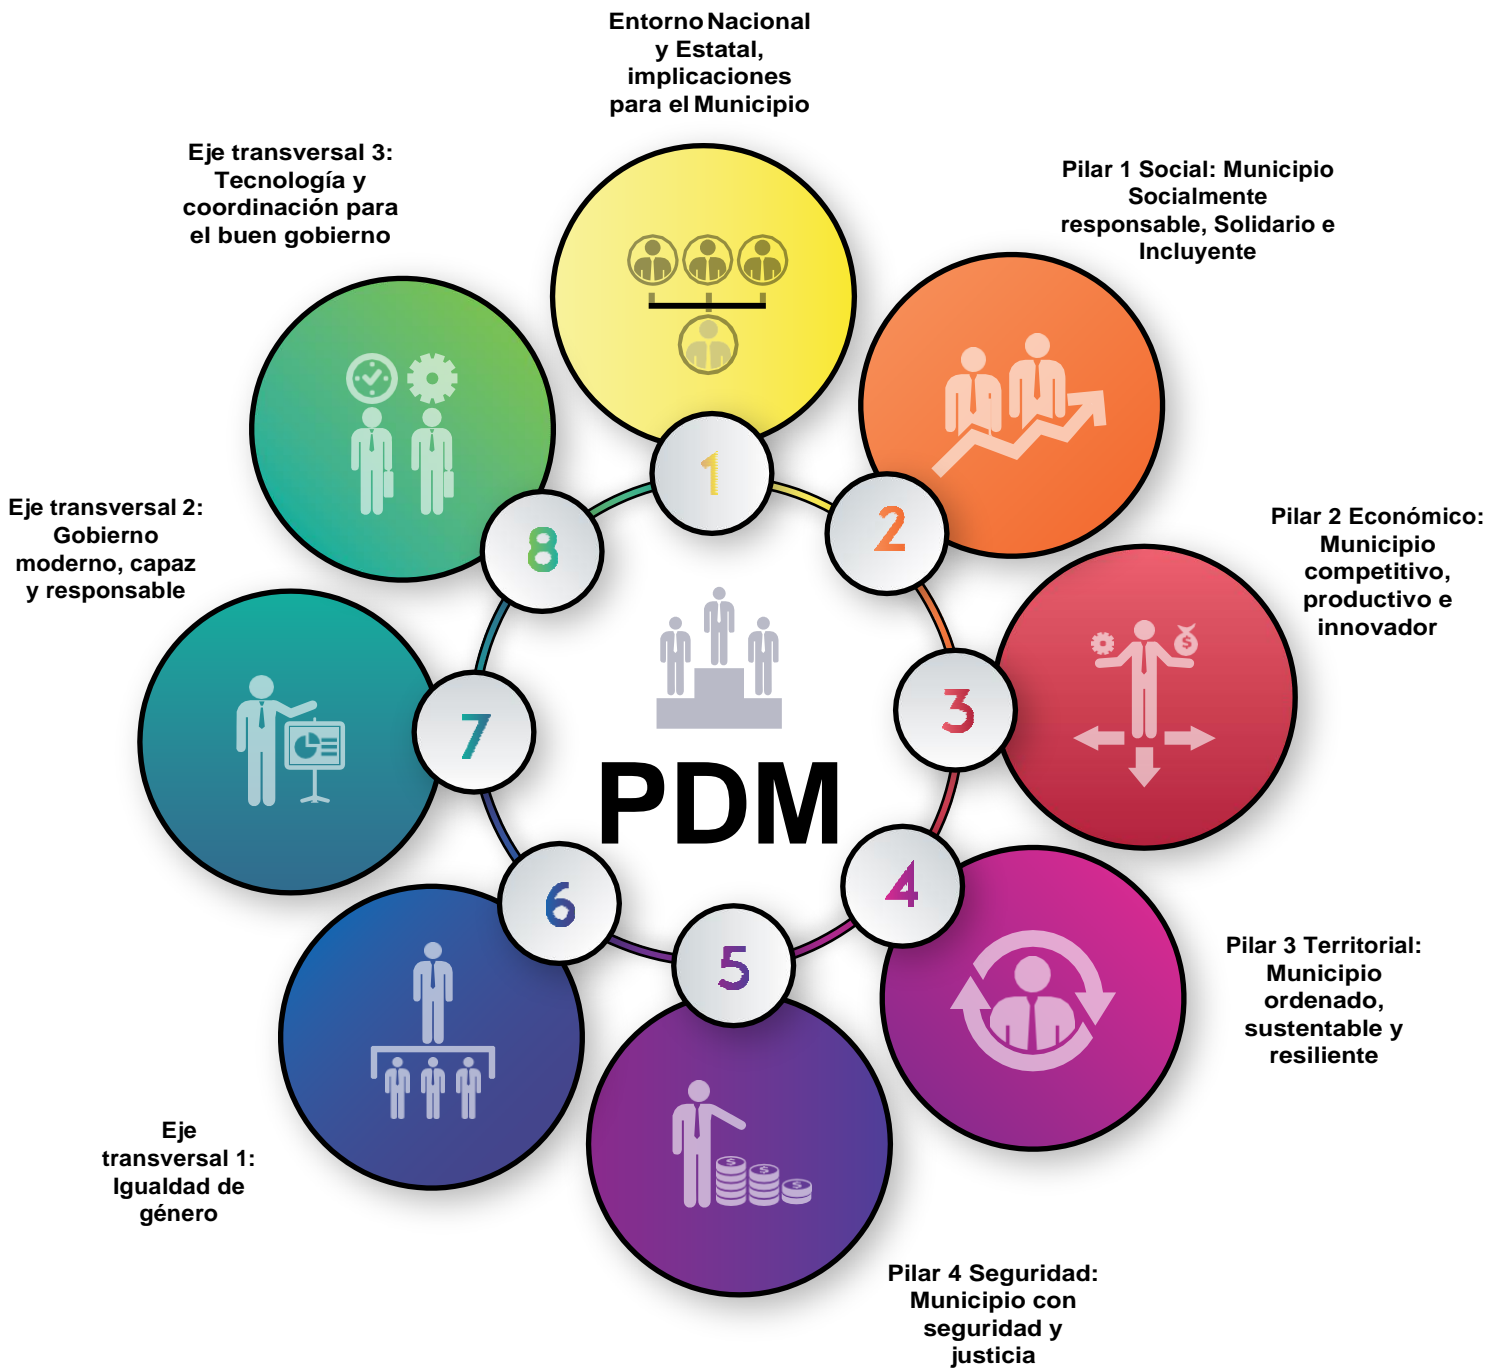 Entorno Nacional
y Estatal,
implicaciones
para el Municipio
Pilar 1 Social: Municipio
Socialmente
responsable, Solidario e
Incluyente
Pilar 2 Económico:
Municipio
competitivo,
productivo e
innovador
Pilar 3 Territorial:
Municipio
ordenado,
sustentable y
resiliente
Pilar 4 Seguridad:
Municipio con
seguridad y
justicia
Eje
transversal 1:
Igualdad de
género
Eje transversal 2:
Gobierno
moderno, capaz
y responsable
Eje transversal 3:
Tecnología y
coordinación para
el buen gobierno
1
2
3
4
5
6
7
8
PDM
$
$
$
$